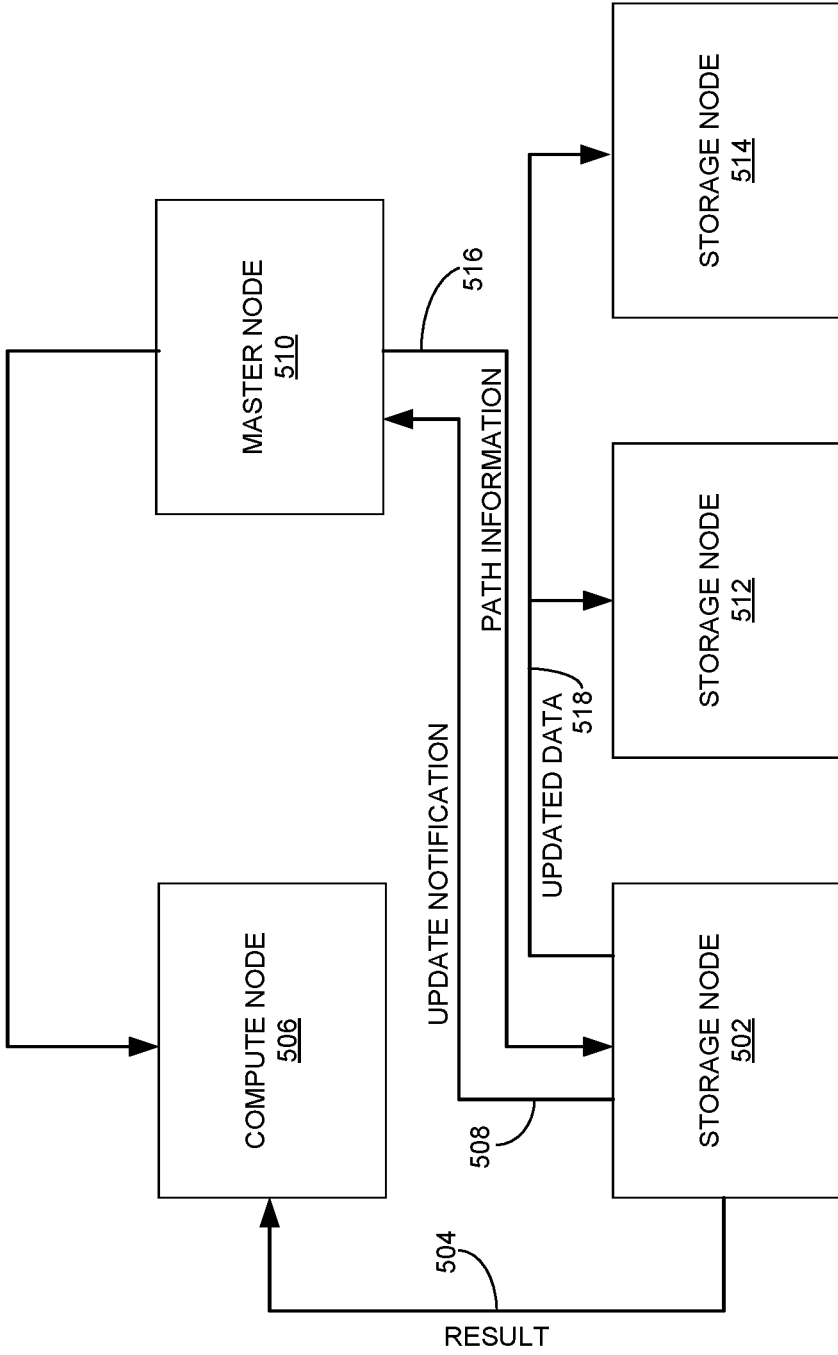 COMPUTE NODE
506
MASTER NODE
510
504
RESULT
508
UPDATE NOTIFICATION
516
PATH INFORMATION
UPDATED DATA
518
STORAGE NODE
502
STORAGE NODE
512
STORAGE NODE
514